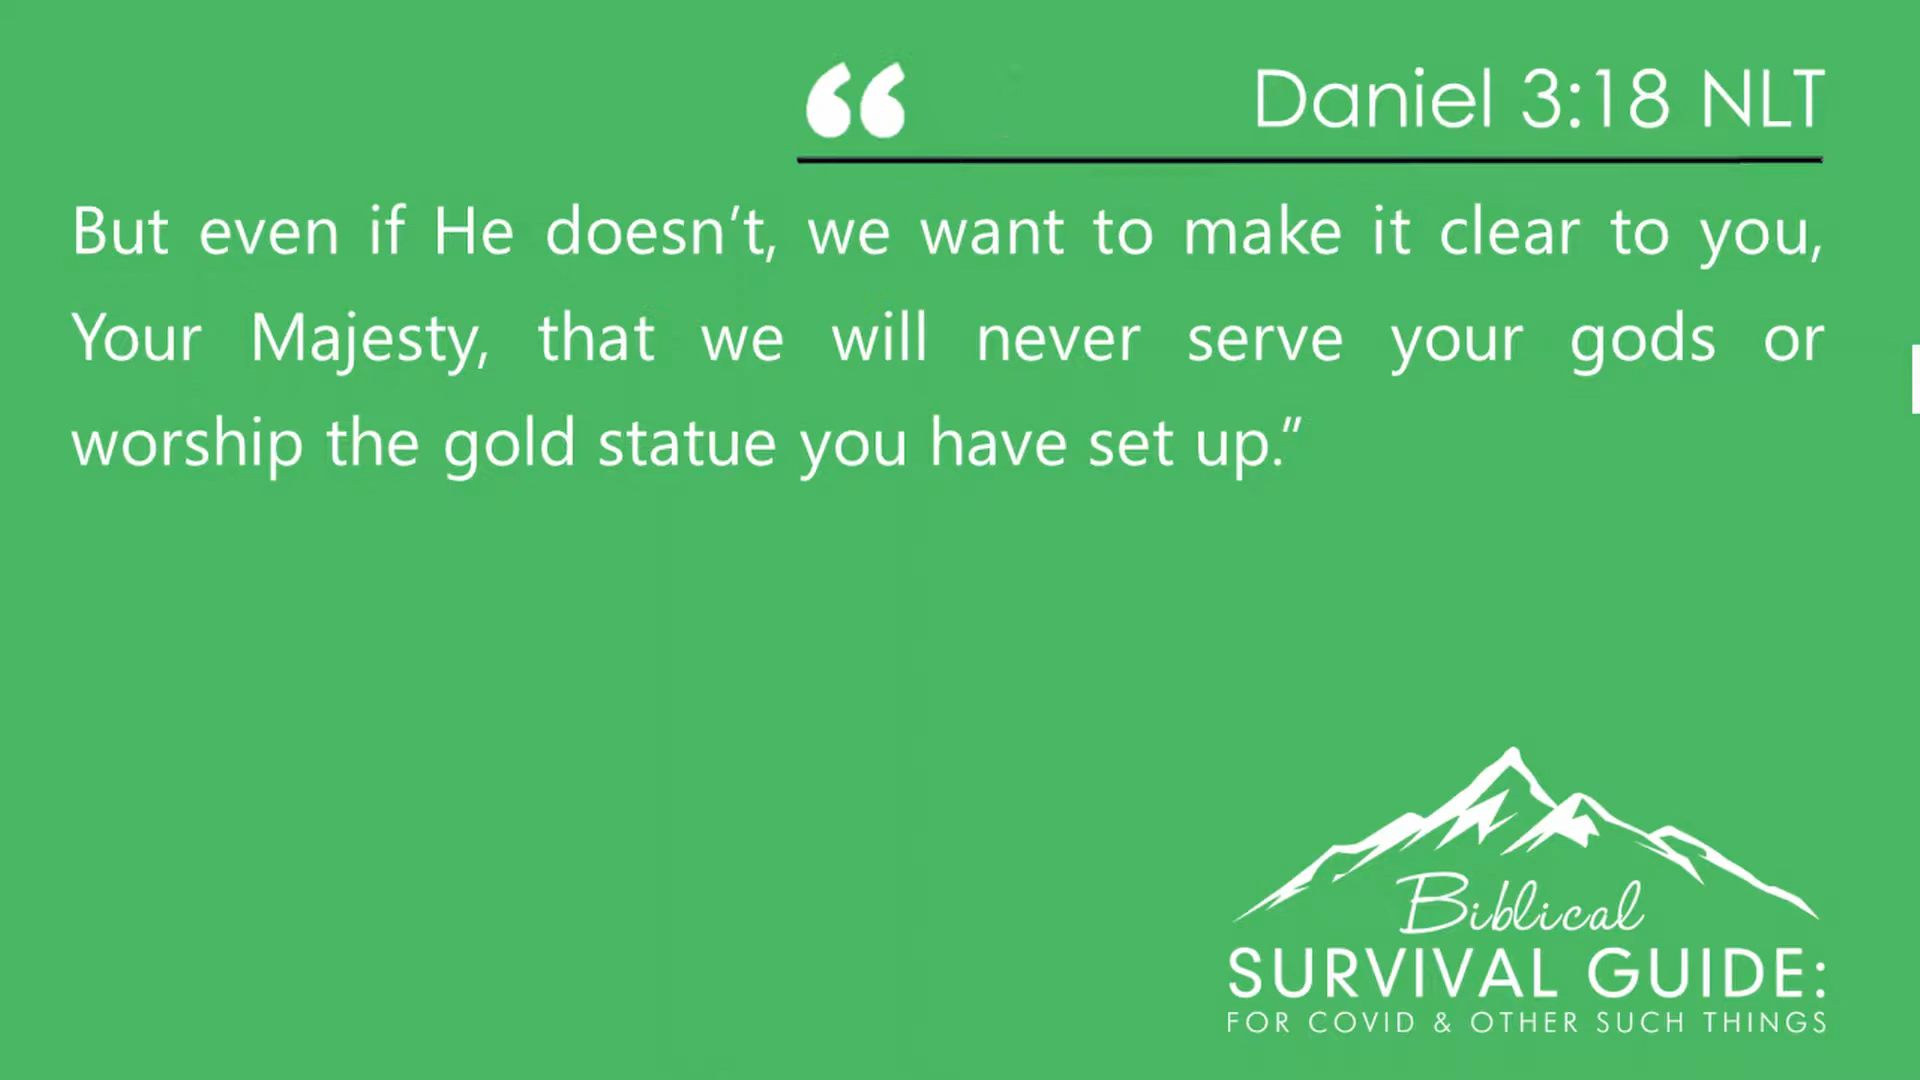 “ Daniel 3:18 NLT
But even if He doesn’t, we want to make it clear to you,
Your Majesty, that we will never serve your gods or
worship the gold statue you have set up.”
Biblical
SURVIVAL GUIDE:
FOR COVID & OTHER SUCH THINGS